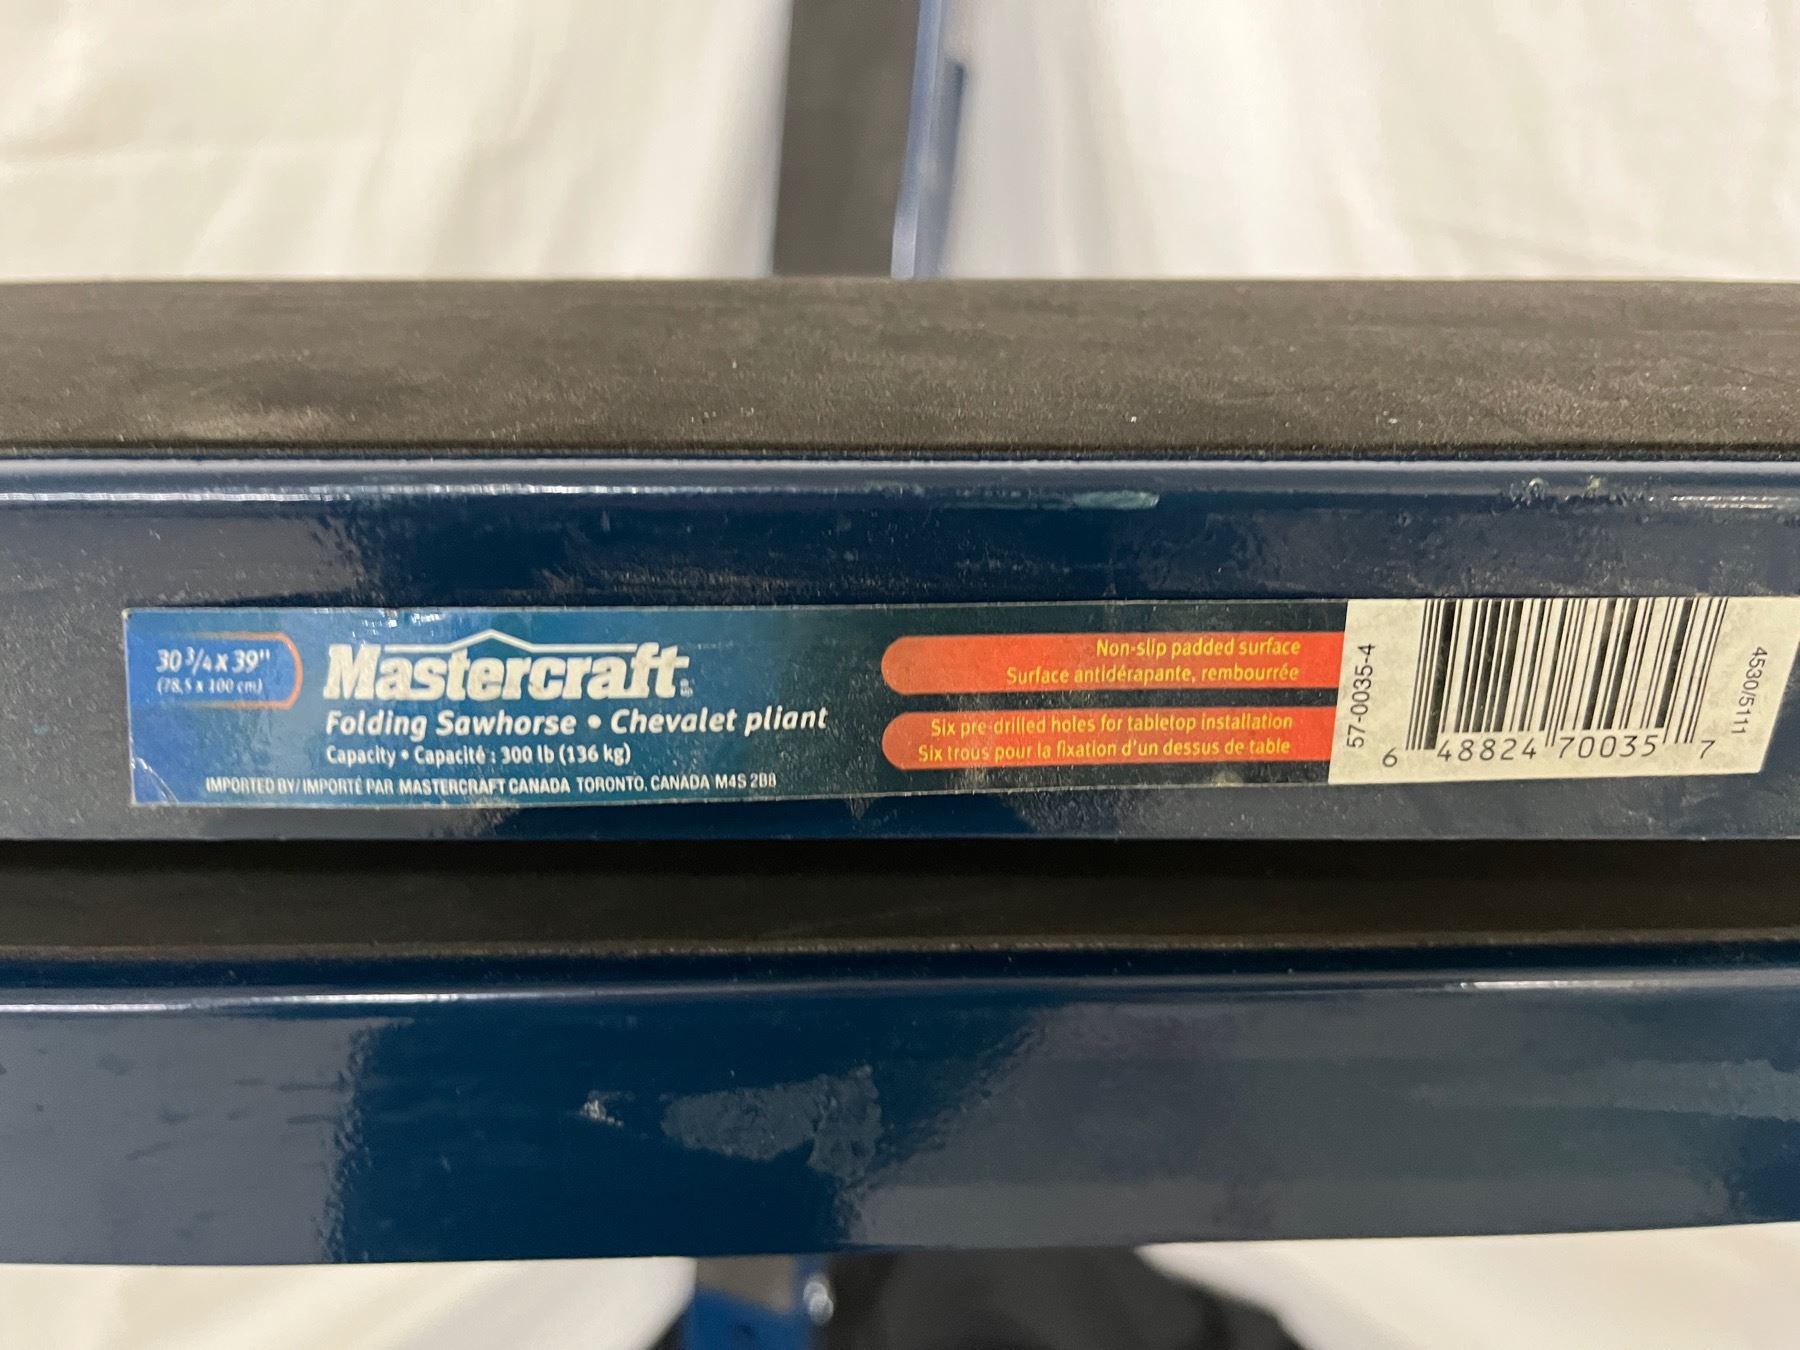 30 3/4 x 39"
(78,5 x 100 cm)
Mastercraft
Folding Sawhorse • Chevalet pliant
Capacity • Capacité : 300 lb (136 kg)
IMPORTED BY/IMPORTÉ PAR MASTERCRAFT CANADA TORONTO, CANADA M4S 2B8
Non-slip padded surface
Surface antidérapante, rembourrée
Six pre-drilled holes for tabletop installation
Six trous pour la fixation d'un dessus de table
57-0035-4
6 48824 70035 7
4530/5111